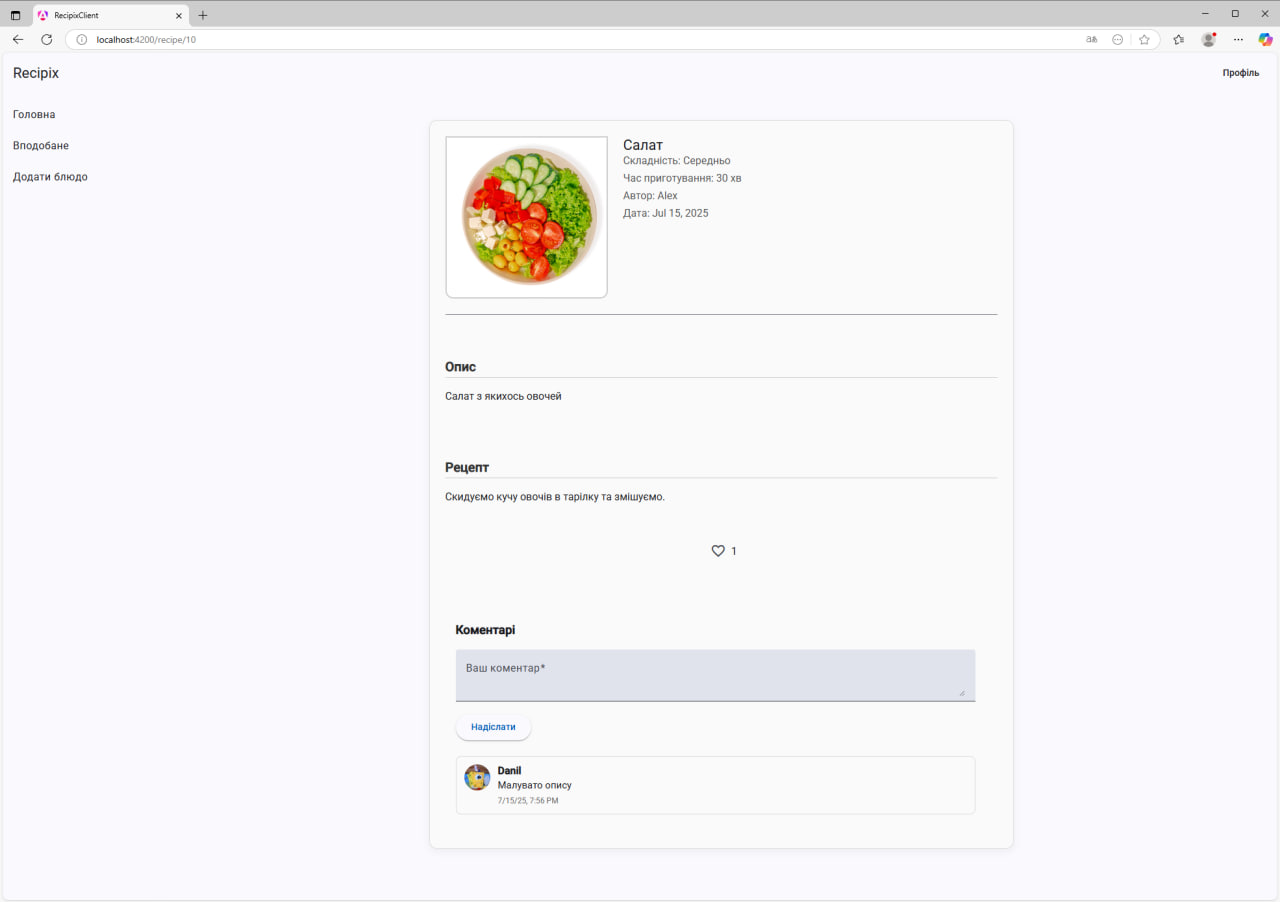 RecipixClient
localhost:4200/recipe/10
Recipix
Профіль
Головна
Вподобане
Додати блюдо
Салат
Складність: Середньо
Час приготування: 30 хв
Автор: Alex
Дата: Jul 15, 2025
Опис
Салат з якихось овочей
Рецепт
Скидуємо кучу овочів в тарілку та змішуємо.
1
Коментарі
Ваш коментар*
Надіслати
Danil
Малувато опису
7/15/25, 7:56 PM